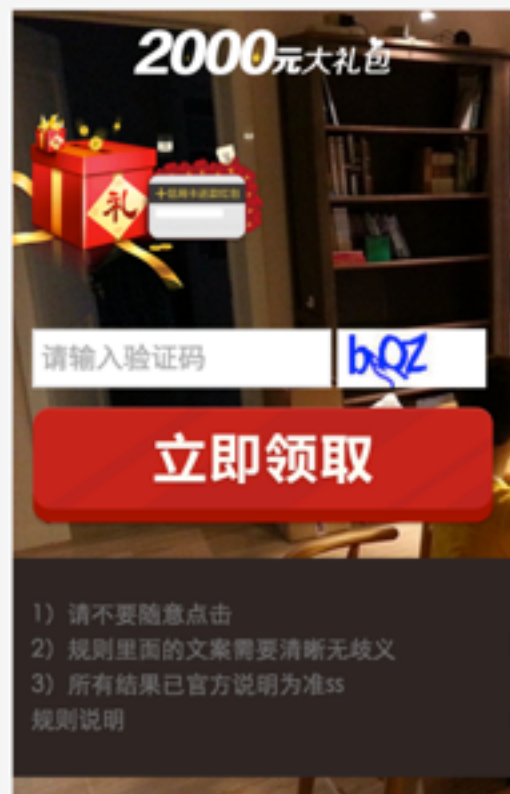 2000元大礼包
礼
请输入验证码
立即领取
1）请不要随意点击
2）规则里面的文案需要清晰无歧义
3）所有结果已官方说明为准ss
规则说明